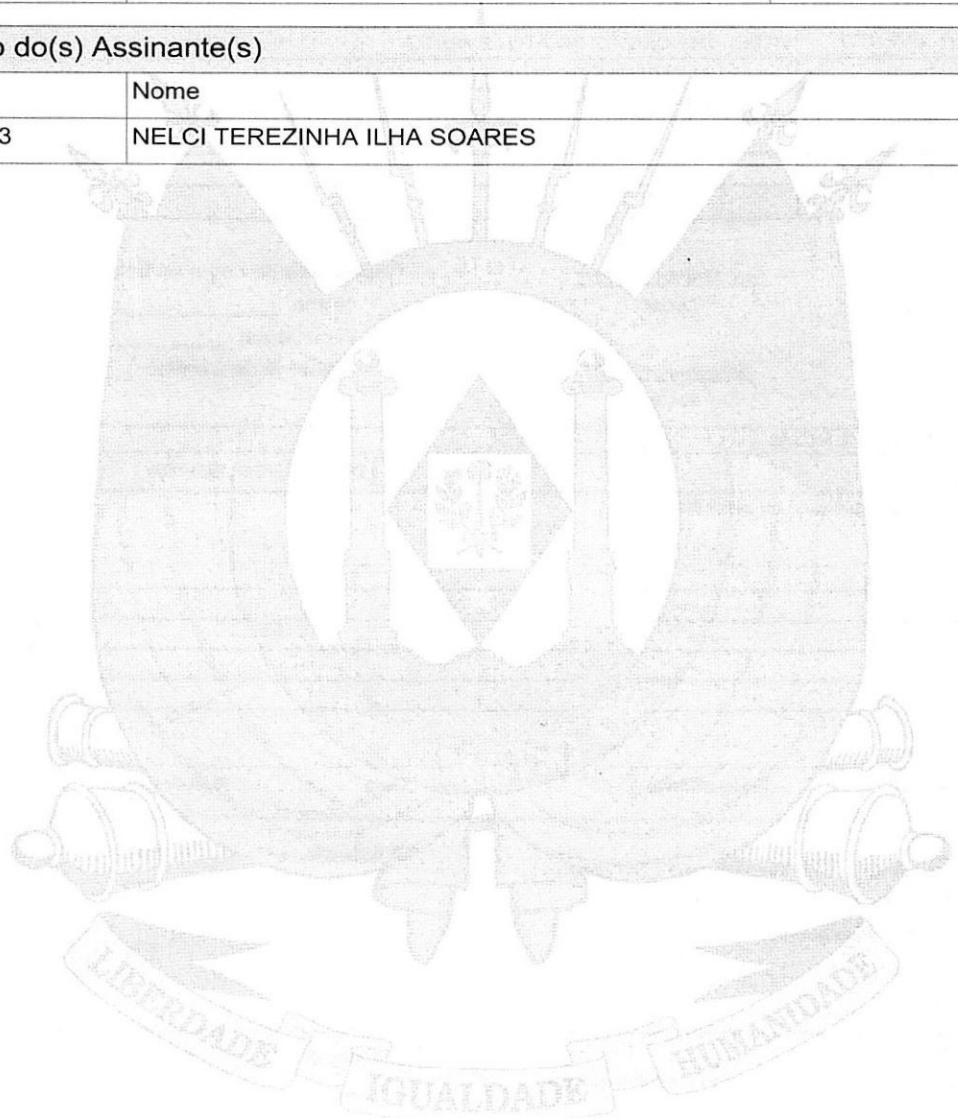 o do(s) Assinante(s)
Nome
3 NELCI TEREZINHA ILHA SOARES
LIBERDADE
IGUALDADE
HUMANIDADE